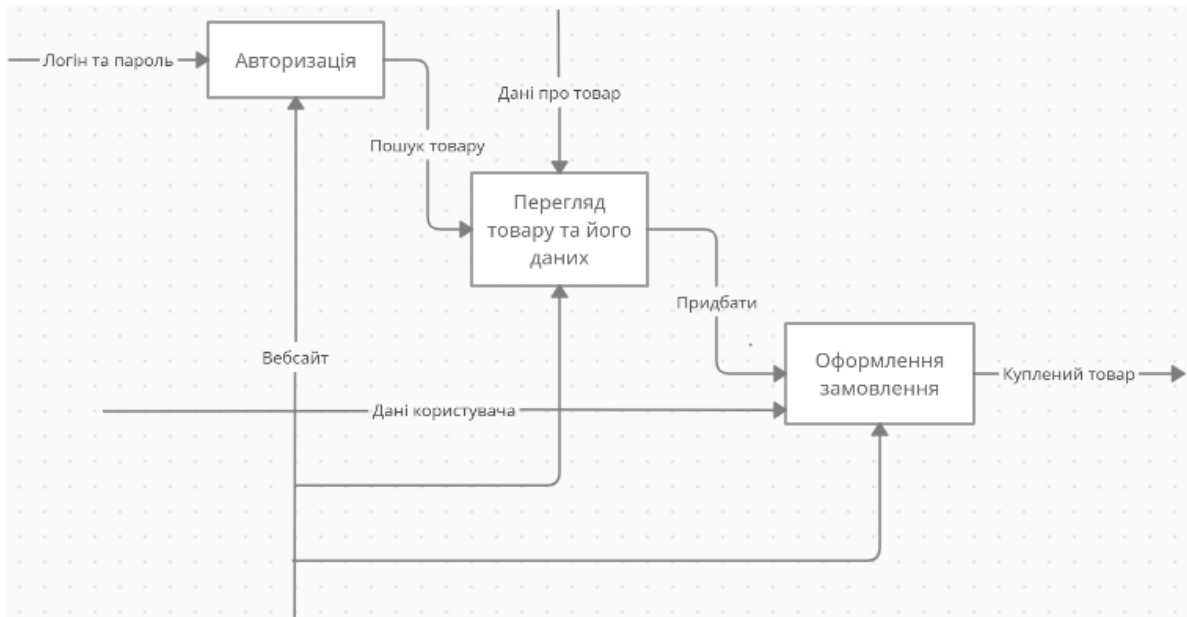 Логін та пароль
Авторизація
Дані про товар
Пошук товару
Перегляд
товару та його
даних
Придбати
Оформлення
замовлення
Вебсайт
Куплений товар
Дані користувача